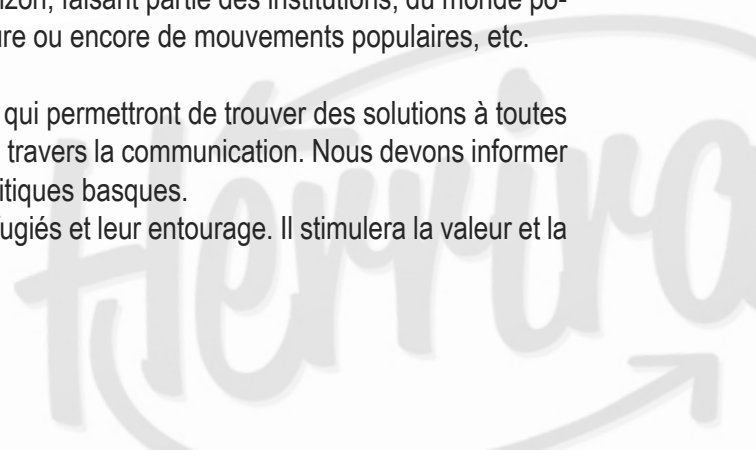 izon, faisant partie des institutions, du monde po-
ure ou encore de mouvements populaires, etc.
qui permettront de trouver des solutions à toutes
travers la communication. Nous devons informer
itiques basques.
ugiés et leur entourage. Il stimulera la valeur et la
Herrira